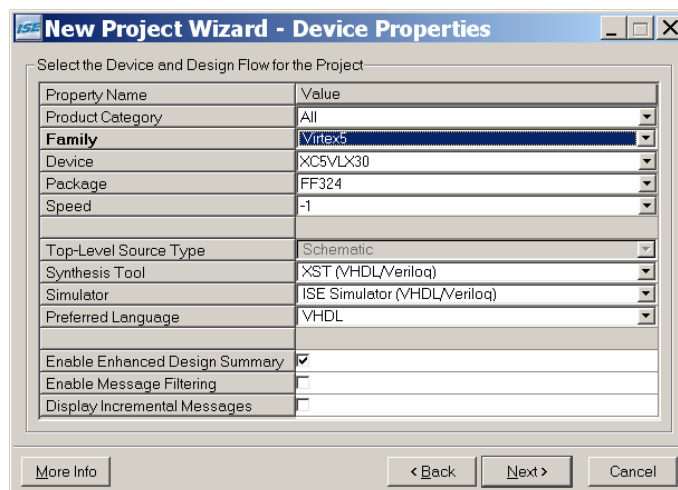 ISE New Project Wizard - Device Properties
Select the Device and Design Flow for the Project
Property Name Value
Product Category All
Family Virtex5
Device XC5VLX30
Package FF324
Speed -1
Top-Level Source Type Schematic
Synthesis Tool XST (VHDL/Verilog)
Simulator ISE Simulator (VHDL/Verilog)
Preferred Language VHDL
Enable Enhanced Design Summary
Enable Message Filtering
Display Incremental Messages
More Info < Back Next > Cancel